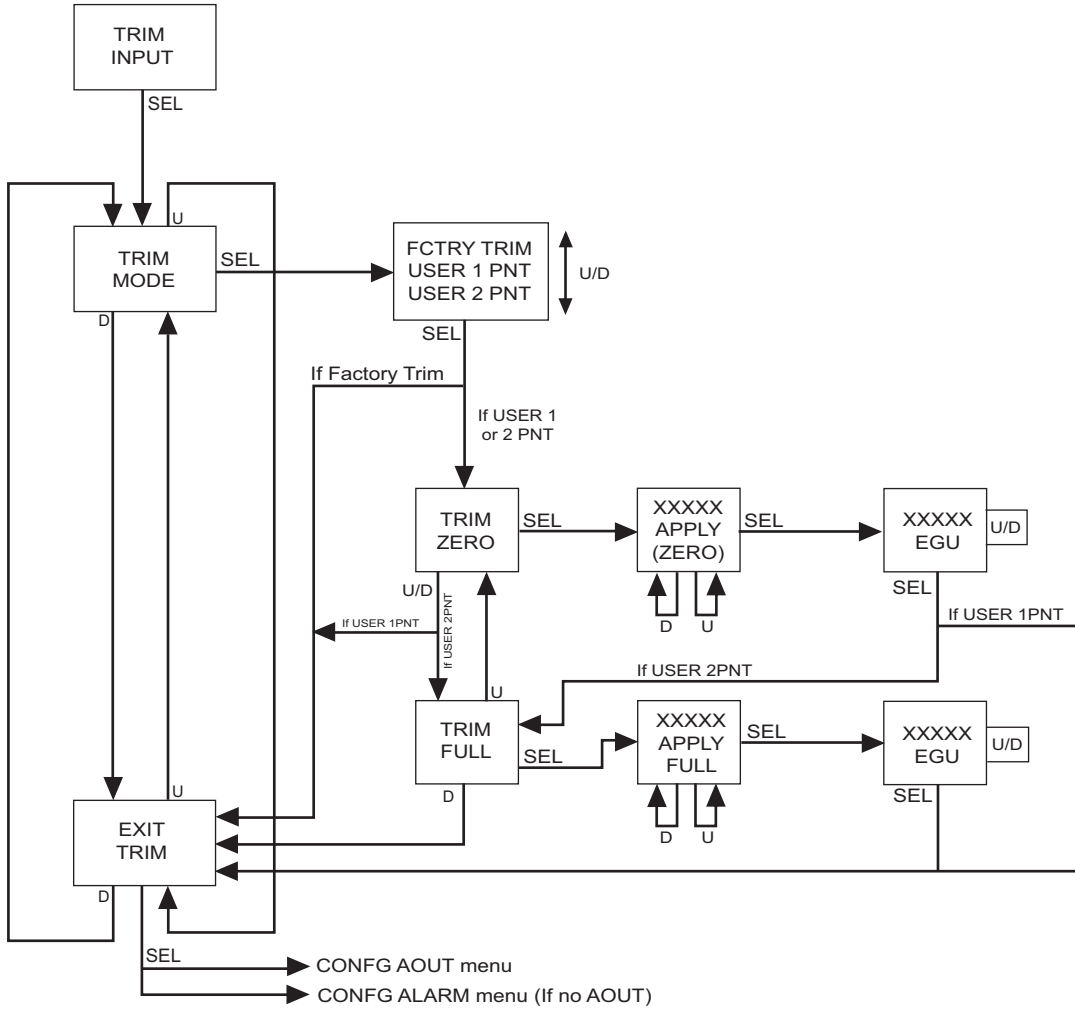 TRIM
INPUT
SEL
U
TRIM
MODE
SEL
D
FCTRY TRIM
USER 1 PNT
USER 2 PNT
U/D
SEL
If Factory Trim
If USER 1
or 2 PNT
TRIM
ZERO
SEL
XXXXX
APPLY
(ZERO)
SEL
XXXXX
EGU
U/D
U/D
If USER 1PNT
If USER 2PNT
D
U
SEL
If USER 1PNT
If USER 2PNT
U
TRIM
FULL
SEL
D
XXXXX
APPLY
FULL
SEL
XXXXX
EGU
U/D
D
U
SEL
U
EXIT
TRIM
D
SEL
CONFG AOUT menu
CONFG ALARM menu (If no AOUT)